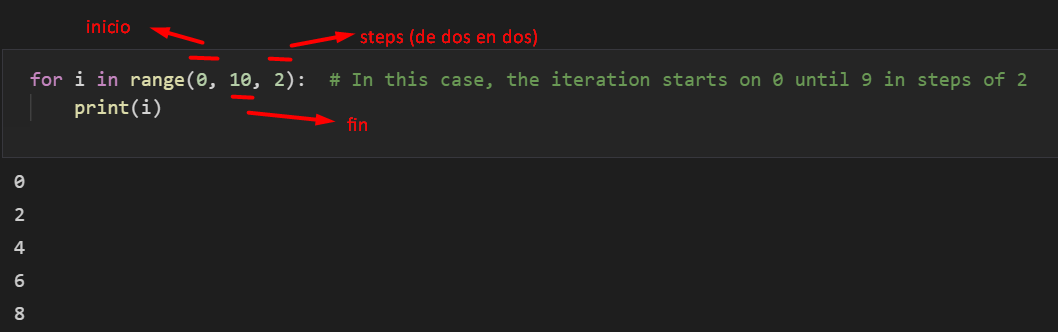 inicio
steps (de dos en dos)
for i in range(0, 10, 2):  # In this case, the iteration starts on 0 until 9 in steps of 2
    print(i)
fin
0
2
4
6
8